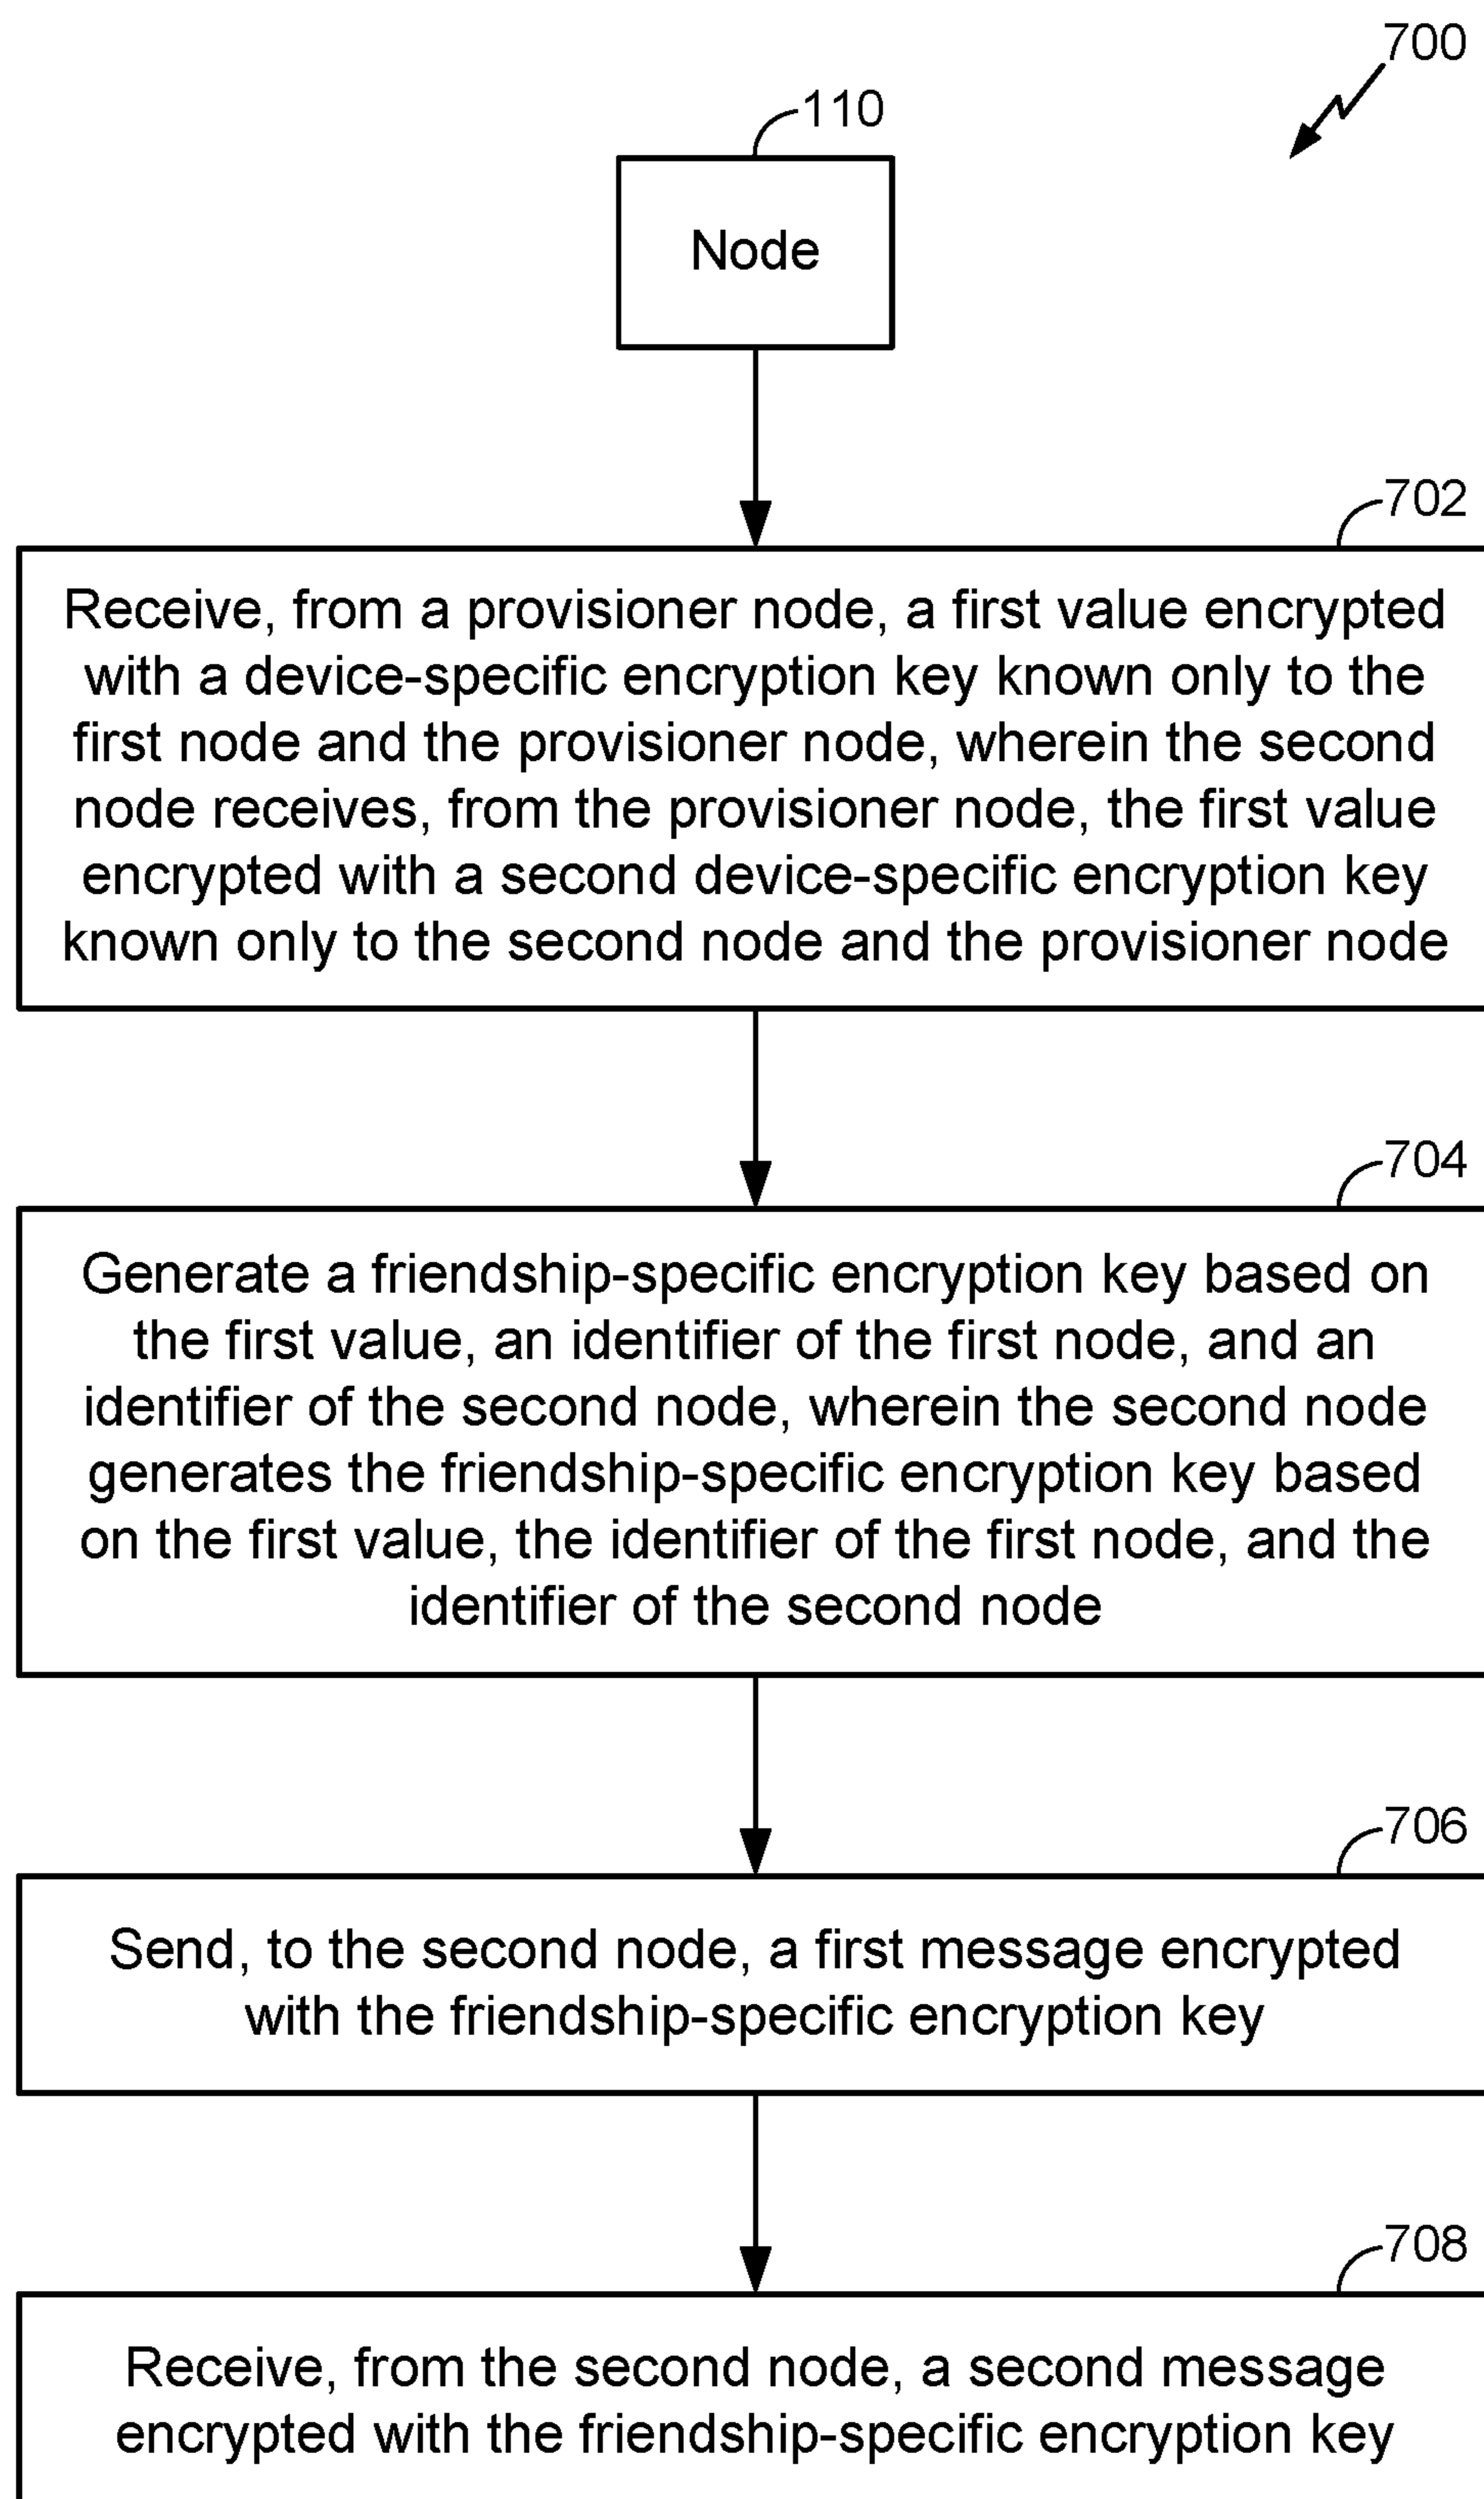 700
110
Node
702
Receive, from a provisioner node, a first value encrypted
with a device-specific encryption key known only to the
first node and the provisioner node, wherein the second
node receives, from the provisioner node, the first value
encrypted with a second device-specific encryption key
known only to the second node and the provisioner node
704
Generate a friendship-specific encryption key based on
the first value, an identifier of the first node, and an
identifier of the second node, wherein the second node
generates the friendship-specific encryption key based
on the first value, the identifier of the first node, and the
identifier of the second node
706
Send, to the second node, a first message encrypted
with the friendship-specific encryption key
708
Receive, from the second node, a second message
encrypted with the friendship-specific encryption key